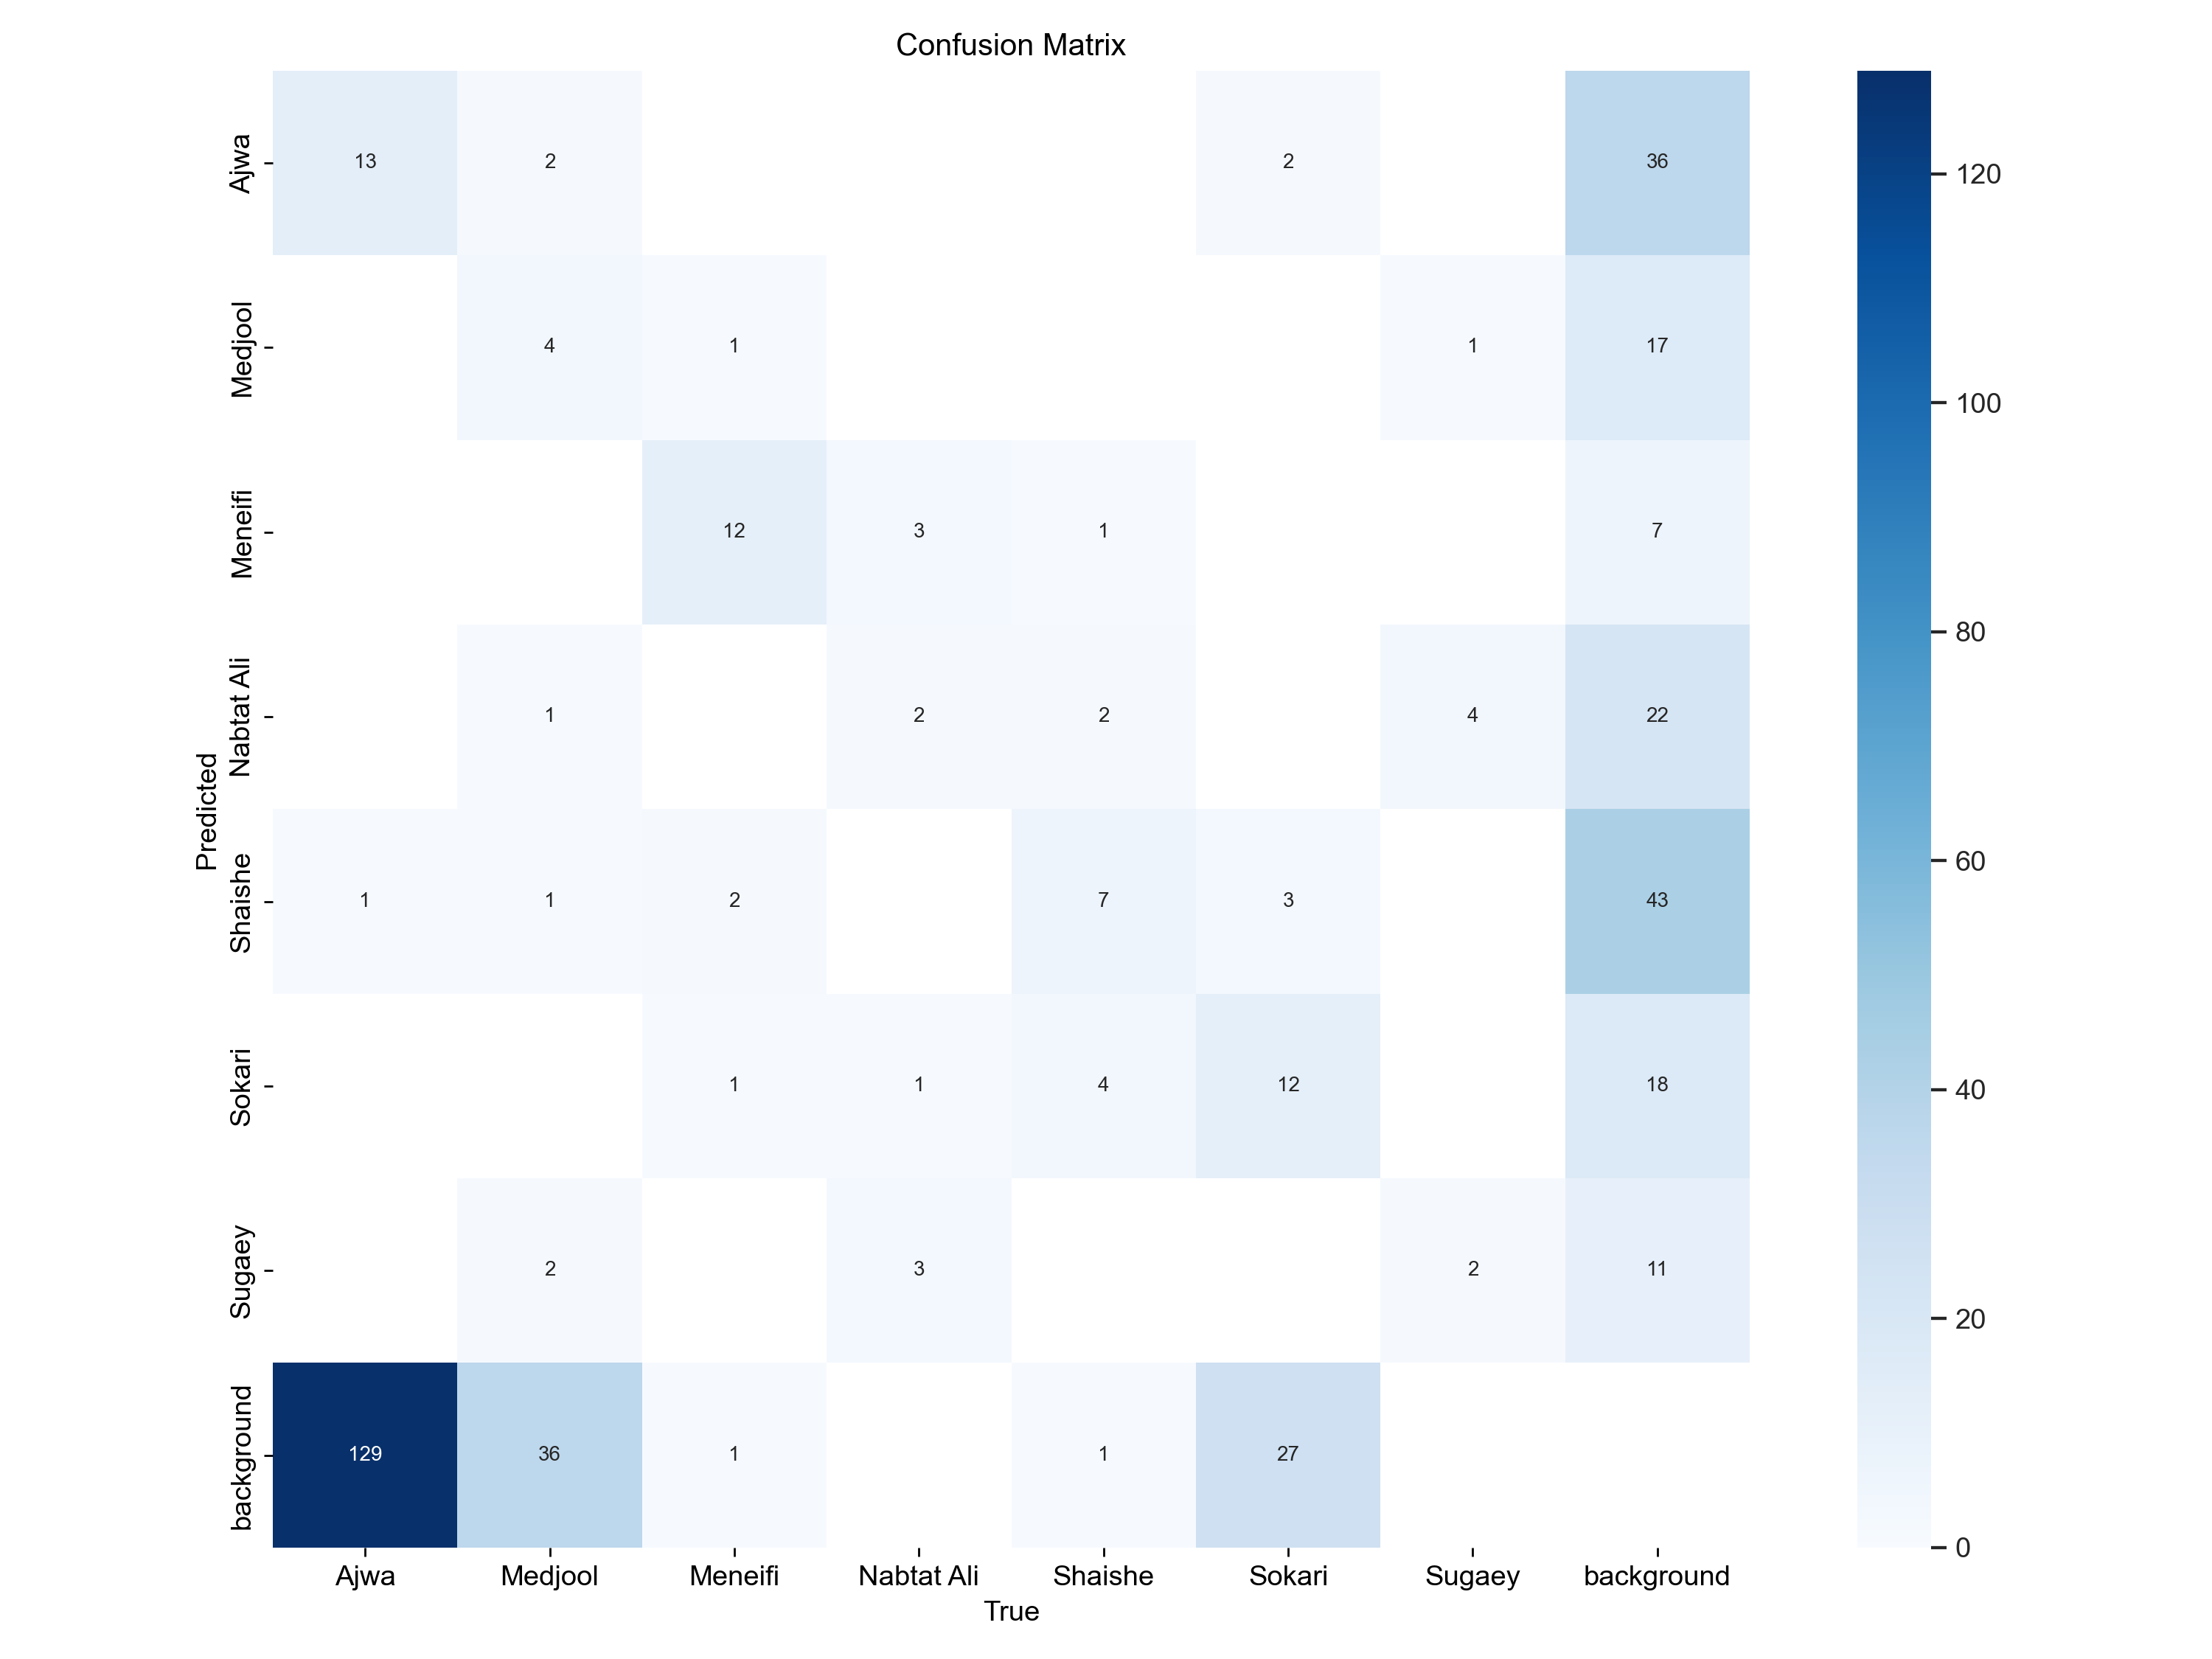 Confusion Matrix
Ajwa 13 2 2 36
Medjool 4 1 1 17
Meneifi 12 3 1 7
Nabtat Ali 1 2 2 4 22
Shaishe 1 1 2 7 3 43
Sokari 1 1 4 12 18
Sugaey 2 3 2 11
background 129 36 1 1 27
Predicted
Ajwa Medjool Meneifi Nabtat Ali Shaishe Sokari Sugaey background
True
120
100
80
60
40
20
0